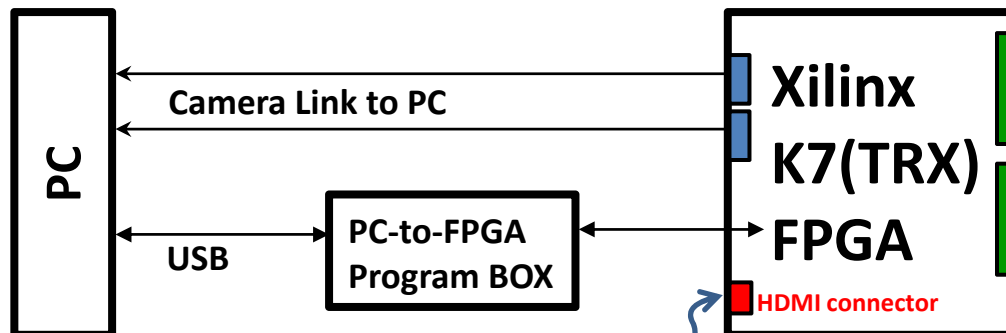 PC
Camera Link to PC
USB
PC-to-FPGA
Program BOX
Xilinx
K7(TRX)
FPGA
HDMI connector